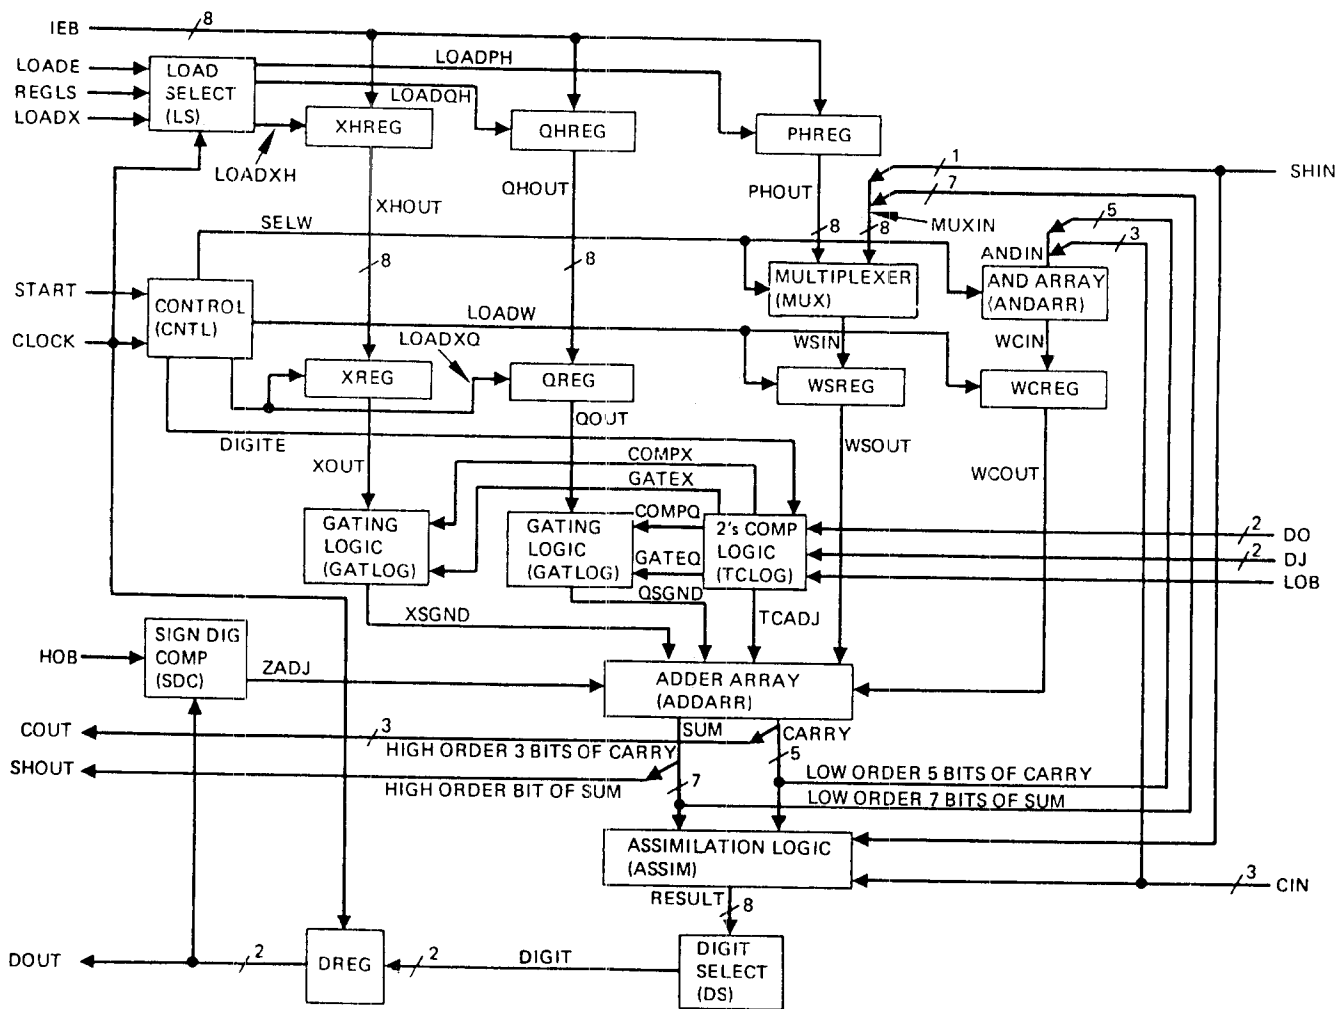 IEB
8
LOADE
REGLS
LOADX
LOAD
SELECT
(LS)
LOADPH
LOADQH
LOADXH
XHREG
QHREG
PHREG
1
SHIN
7
XHOUT
QHOUT
PHOUT
MUXIN
5
3
SELW
8
8
8
8
ANDIN
START
CLOCK
CONTROL
(CNTL)
MULTIPLEXER
(MUX)
AND ARRAY
(ANDARR)
LOADW
LOADXQ
WSIN
WCIN
XREG
QREG
WSREG
WCREG
DIGITE
XOUT
QOUT
WSOUT
WCOUT
COMPX
GATEX
COMPQ
GATEQ
GATING
LOGIC
(GATLOG)
GATING
LOGIC
(GATLOG)
2's COMP
LOGIC
(TCLOG)
2
DO
2
DJ
LOB
XSGND
QSGND
TCADJ
HOB
SIGN DIG
COMP
(SDC)
ZADJ
ADDER ARRAY
(ADDARR)
COUT
3
HIGH ORDER 3 BITS OF CARRY
SUM
CARRY
5
SHOUT
HIGH ORDER BIT OF SUM
7
LOW ORDER 5 BITS OF CARRY
LOW ORDER 7 BITS OF SUM
ASSIMILATION LOGIC
(ASSIM)
3
CIN
RESULT
8
DOUT
2
DREG
2
DIGIT
DIGIT
SELECT
(DS)